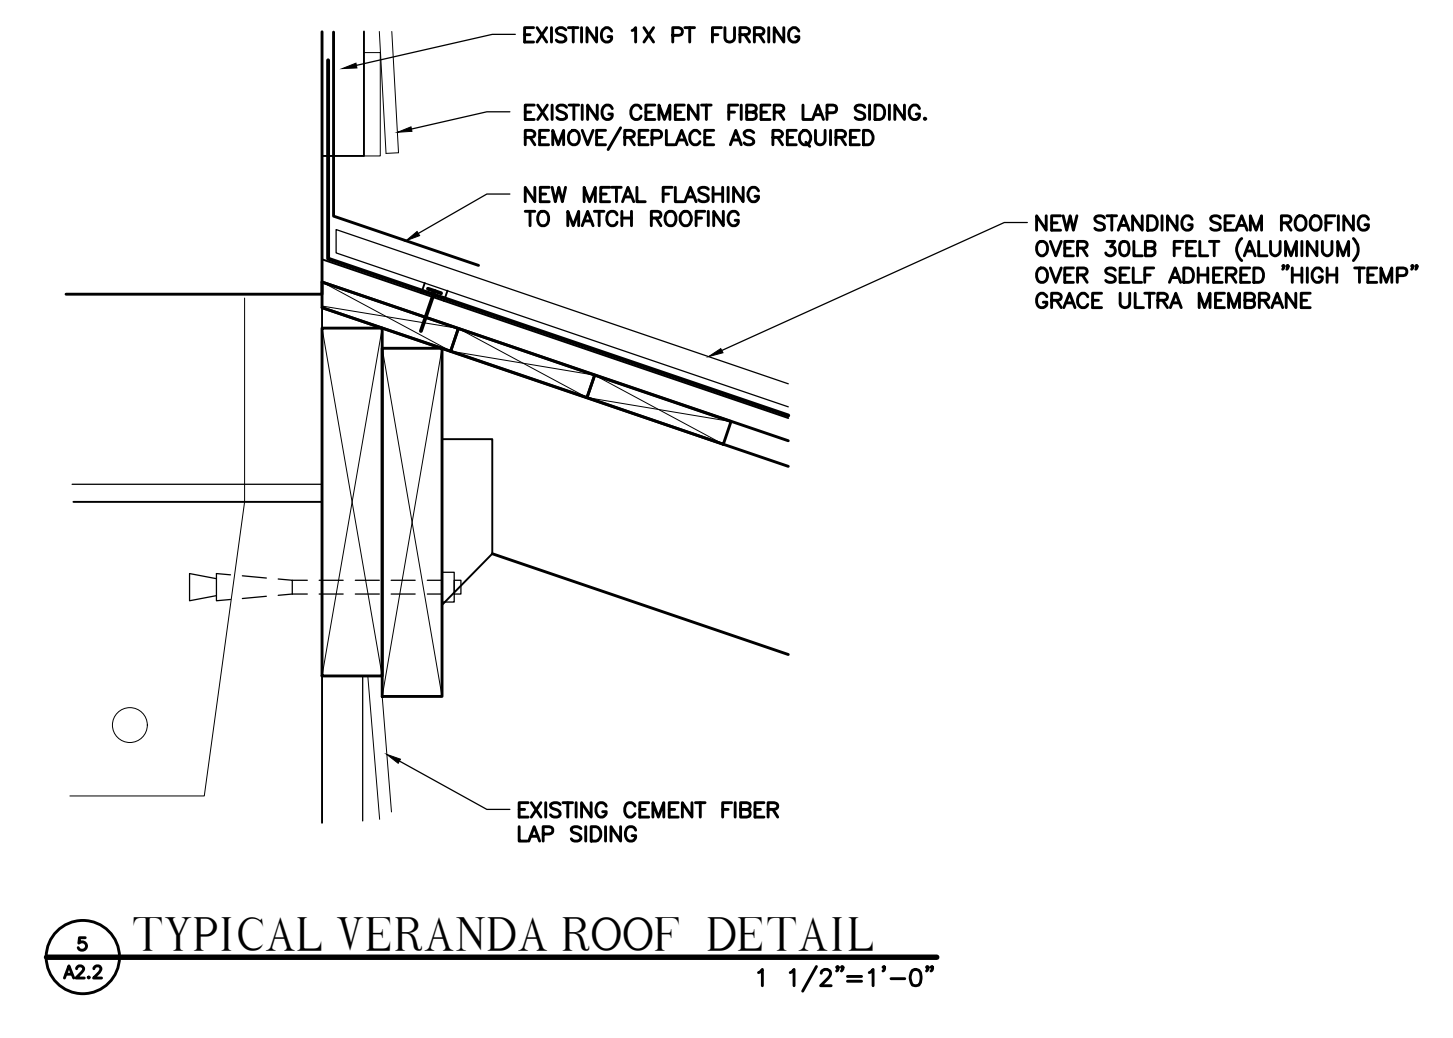 EXISTING 1X PT FURRING
EXISTING CEMENT FIBER LAP SIDING.
REMOVE/REPLACE AS REQUIRED
NEW METAL FLASHING
TO MATCH ROOFING
NEW STANDING SEAM ROOFING
OVER 30LB FELT (ALUMINUM)
OVER SELF ADHERED "HIGH TEMP"
GRACE ULTRA MEMBRANE
EXISTING CEMENT FIBER
LAP SIDING
5
A2.2
TYPICAL VERANDA ROOF DETAIL
1 1/2"=1'-0"